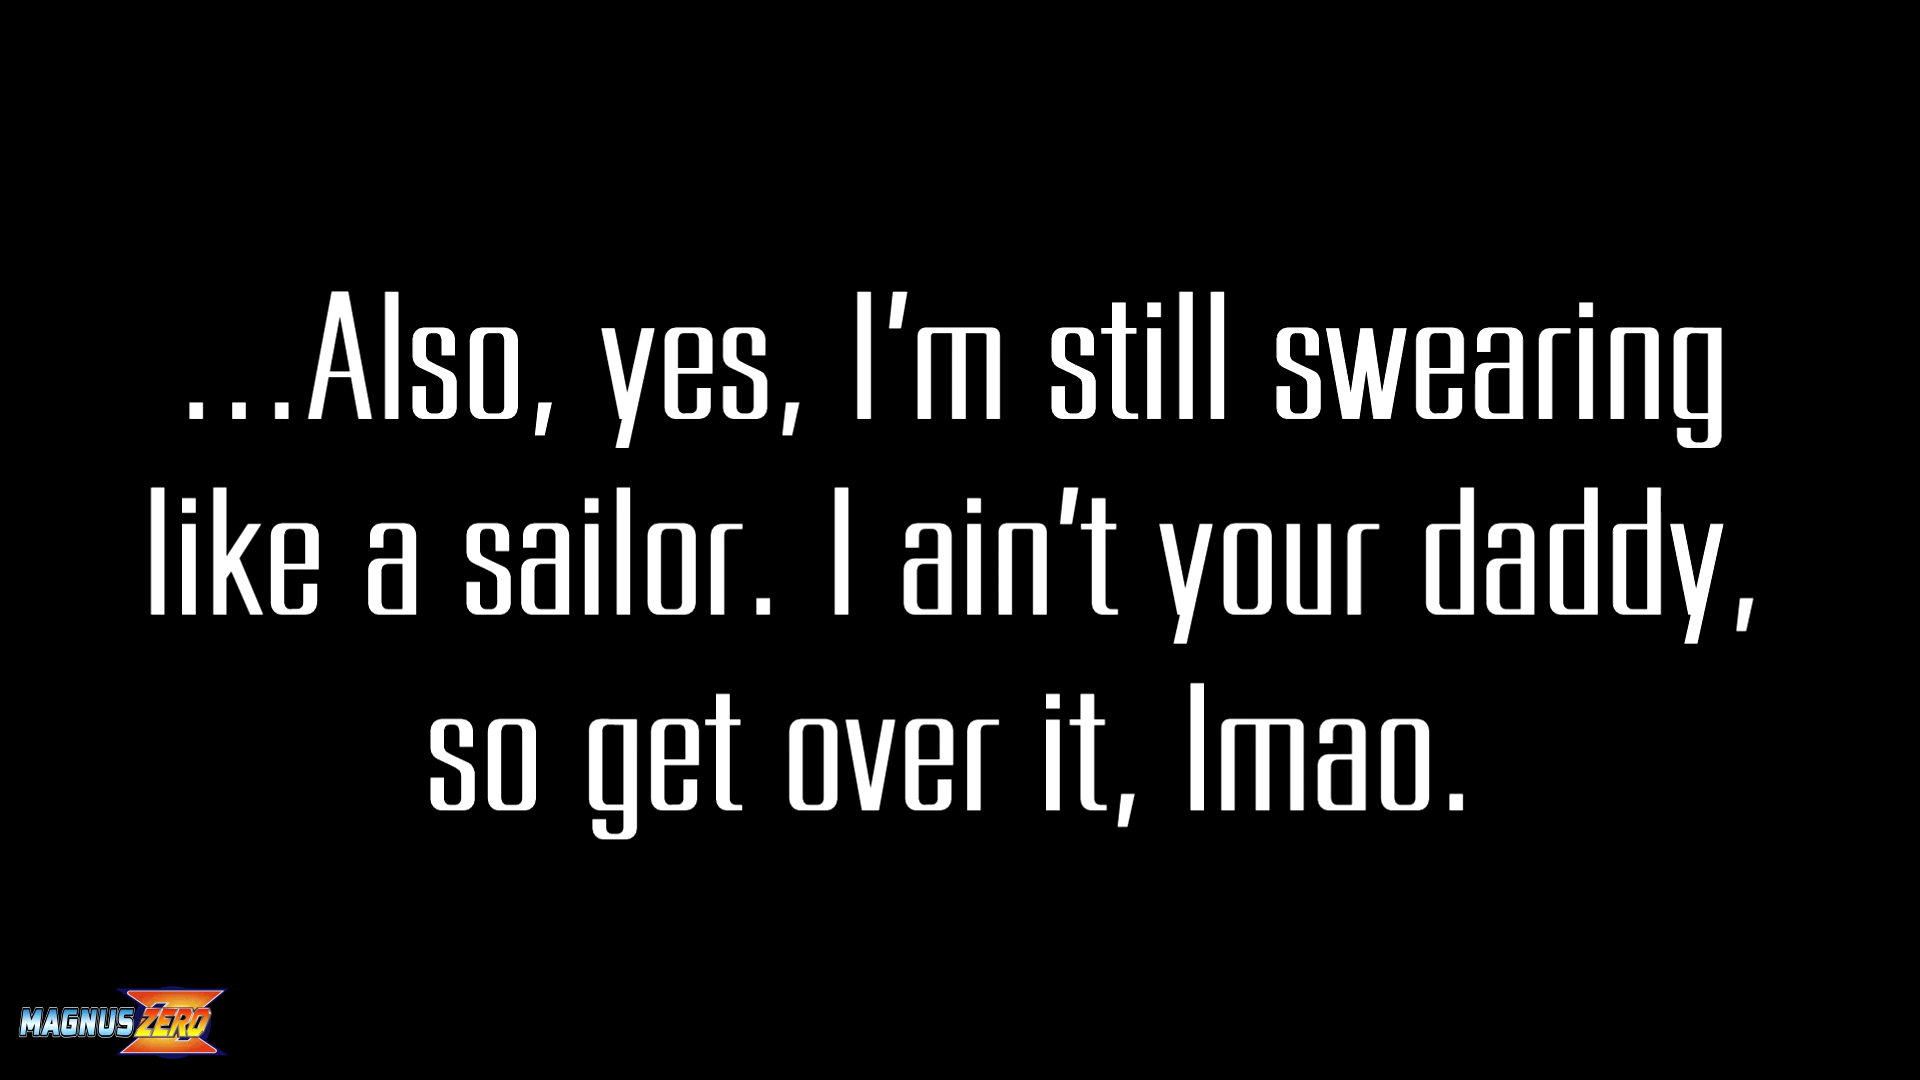 ...Also, yes, I'm still swearing
like a sailor. I ain't your daddy,
so get over it, lmao.
MAGNUS ZERO